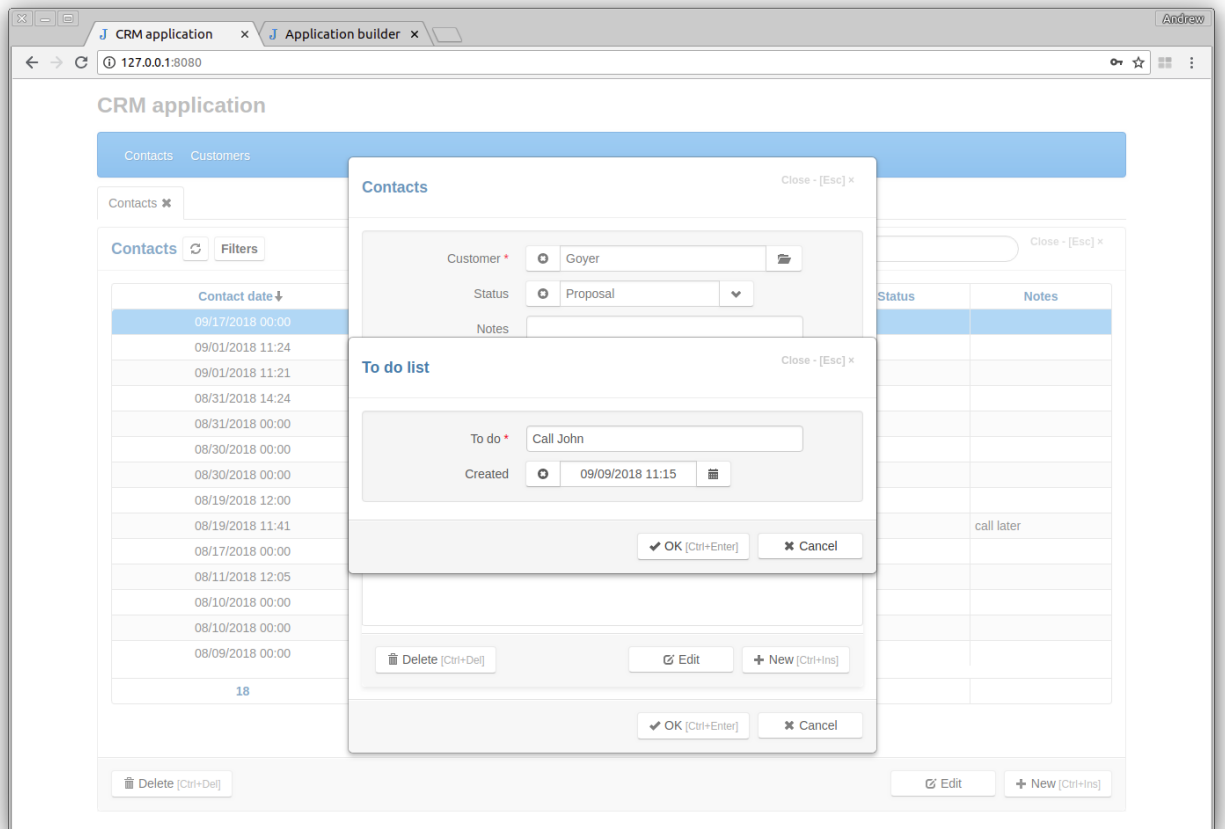 Andrew
CRM application × Application builder ×
127.0.0.1:8080
CRM application
Contacts Customers
Contacts ✖
Contacts Filters Close - [Esc] ×
Contact date Status Notes
09/17/2018 00:00
09/01/2018 11:24
09/01/2018 11:21
08/31/2018 14:24
08/31/2018 00:00
08/30/2018 00:00
08/30/2018 00:00
08/19/2018 12:00
08/19/2018 11:41 call later
08/17/2018 00:00
08/11/2018 12:05
08/10/2018 00:00
08/10/2018 00:00
08/09/2018 00:00
18
Delete [Ctrl+Del] Edit New [Ctrl+Ins]
Contacts Close - [Esc] ×
Customer * Goyer
Status Proposal
Notes
To do list Close - [Esc] ×
To do * Call John
Created 09/09/2018 11:15
OK [Ctrl+Enter] Cancel
Delete [Ctrl+Del] Edit New [Ctrl+Ins]
OK [Ctrl+Enter] Cancel